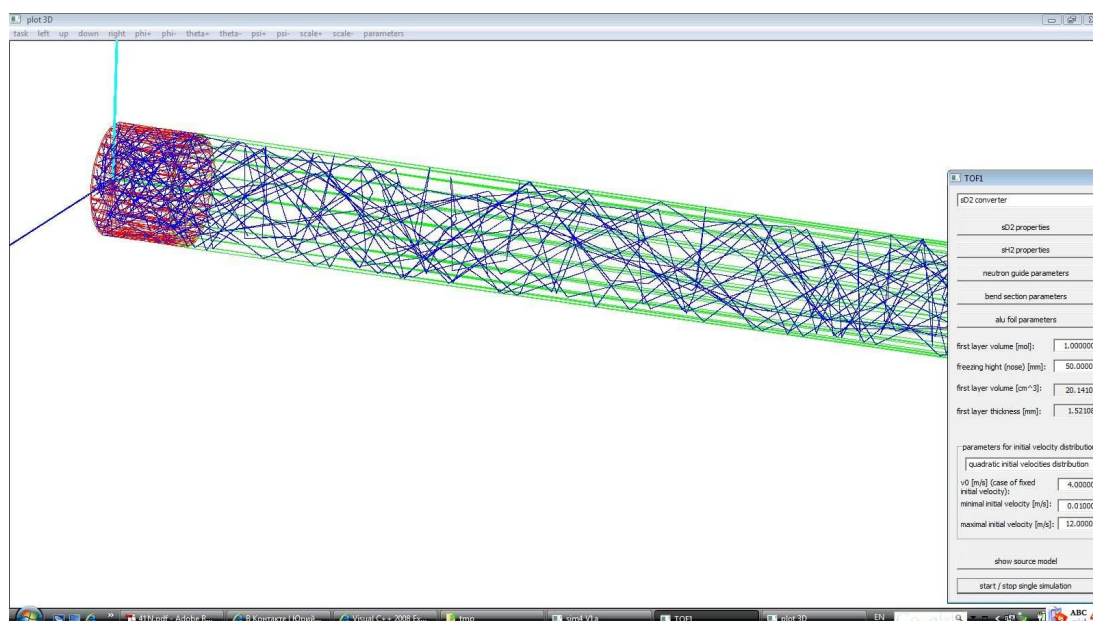 plot 3D
task left up down right phi+ phi- theta+ theta- psi+ psi- scale+ scale- parameters
TOF1
sD2 converter
sD2 properties
sH2 properties
neutron guide parameters
bend section parameters
alu foil parameters
first layer volume [mol]: 1.000000
freezing hight (nose) [mm]: 50.0000
first layer volume [cm^3]: 20.1410
first layer thickness [mm]: 1.52108
parameters for initial velocity distribution
quadratic initial velocities distribution
v0 [m/s] (case of fixed
initial velocity): 4.00000
minimal initial velocity [m/s]: 0.01000
maximal initial velocity [m/s]: 12.0000
show source model
start / stop single simulation
41N.pdf - Adobe R... В Контакте | Юрий... Visual C++ 2008 Ex... tmp sim4 V1a TOF1 plot 3D EN ABC